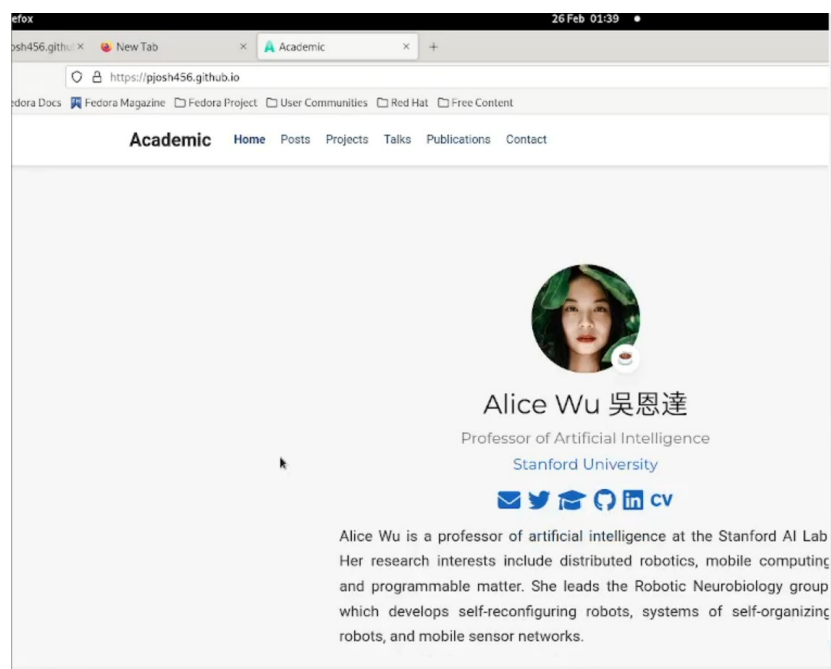 efox
26 Feb 01:39
osh456.githu
New Tab
Academic
https://pjosh456.github.io
edora Docs Fedora Magazine Fedora Project User Communities Red Hat Free Content
Academic Home Posts Projects Talks Publications Contact
Alice Wu 吳恩達
Professor of Artificial Intelligence
Stanford University
CV
Alice Wu is a professor of artificial intelligence at the Stanford AI Lab
Her research interests include distributed robotics, mobile computing
and programmable matter. She leads the Robotic Neurobiology group
which develops self-reconfiguring robots, systems of self-organizing
robots, and mobile sensor networks.